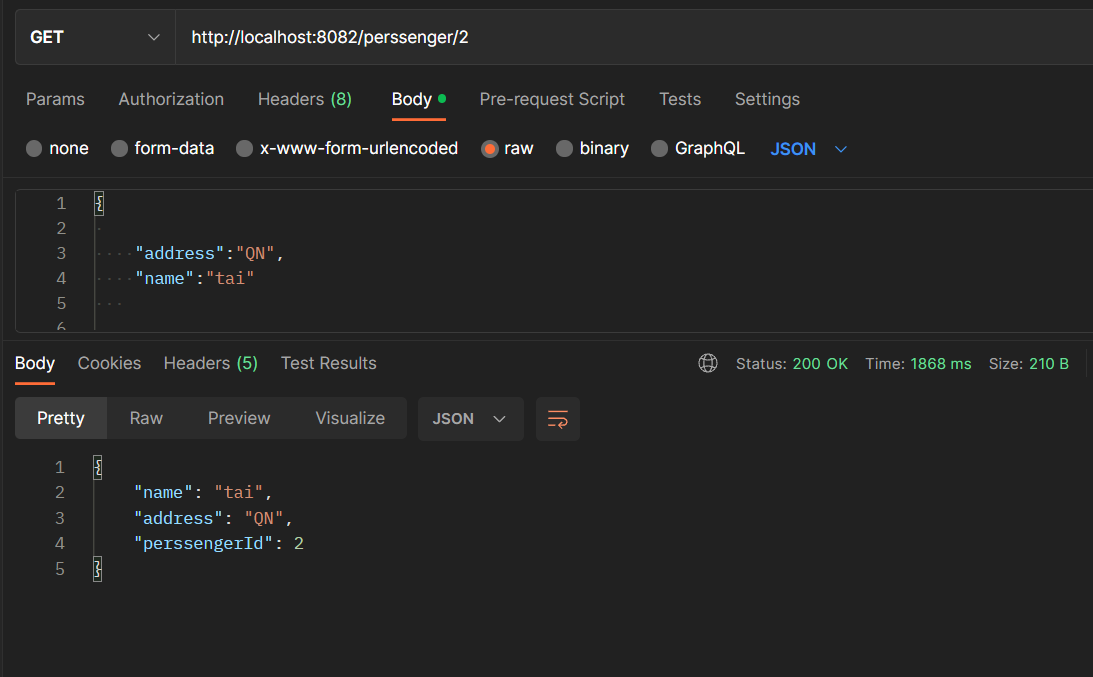 GET http://localhost:8082/perssenger/2
Params Authorization Headers (8) Body Pre-request Script Tests Settings
none form-data x-www-form-urlencoded raw binary GraphQL JSON
1 {
2
3 "address":"QN",
4 "name":"tai"
5
6
Body Cookies Headers (5) Test Results Status: 200 OK Time: 1868 ms Size: 210 B
Pretty Raw Preview Visualize JSON
1 {
2 "name": "tai",
3 "address": "QN",
4 "perssengerId": 2
5 }